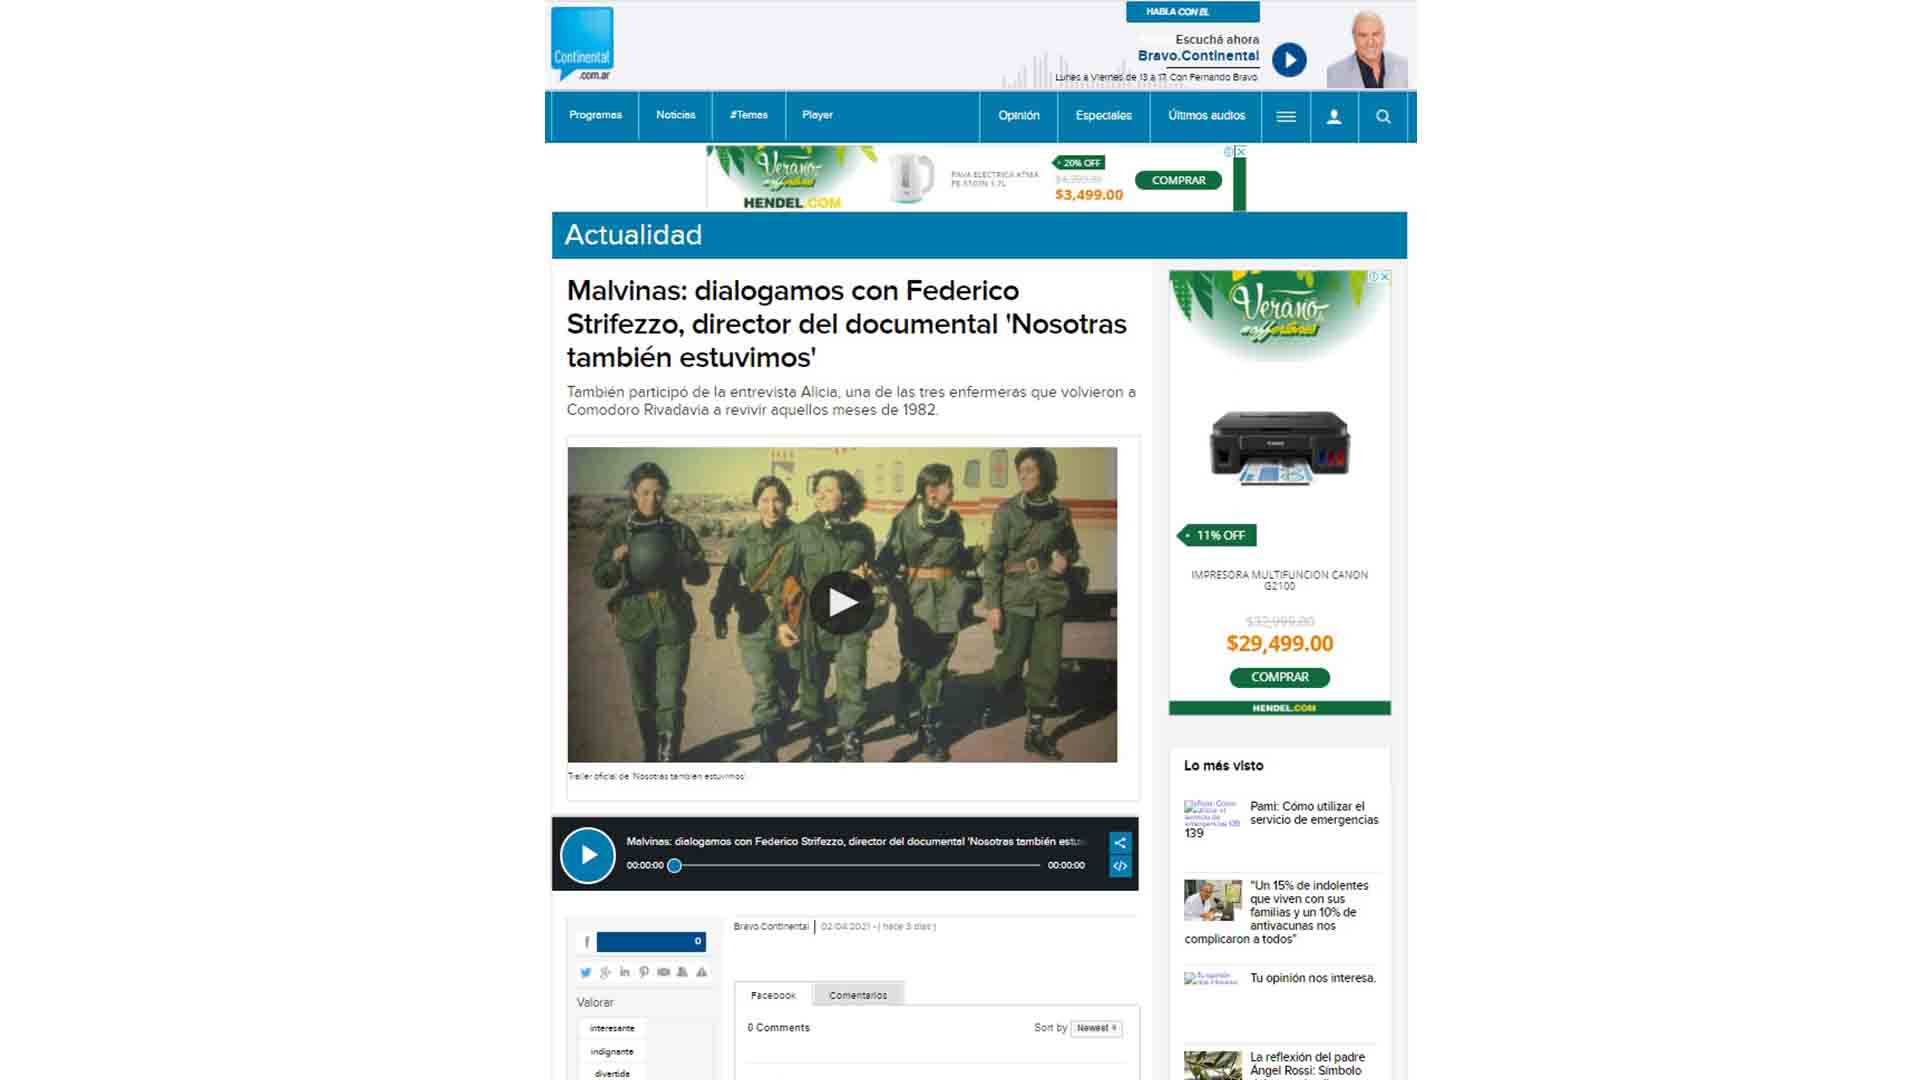 Continental
.com.ar
HABLA CON EL
Escuchá ahora
Bravo.Continental
Lunes a Viernes de 13 a 17. Con Fernando Bravo.
Programas
Noticias
#Temas
Player
Opinión
Especiales
Últimos audios
Verano
HENDEL.COM
PAVA ELECTRICA ATMA
1.7L
20% OFF
$3,499.00
COMPRAR
Actualidad
Malvinas: dialogamos con Federico
Strifezzo, director del documental 'Nosotras
también estuvimos'
También participó de la entrevista Alicia, una de las tres enfermeras que volvieron a
Comodoro Rivadavia a revivir aquellos meses de 1982.
Trailer oficial de 'Nosotras también estuvimos'.
Malvinas: dialogamos con Federico Strifezzo, director del documental 'Nosotras también estu
00:00:00
00:00:00
Bravo.Continental
02/04/2021 - ( hace 3 días )
0
Valorar
interesante
indignante
divertida
Facebook
Comentarios
0 Comments
Sort by
Newest
Verano
CANON
11% OFF
IMPRESORA MULTIFUNCION CANON
G2100
$32,999.00
$29,499.00
COMPRAR
HENDEL.COM
Lo más visto
Pami: Cómo utilizar el
servicio de emergencias
139
"Un 15% de indolentes
que viven con sus
familias y un 10% de
antivacunas nos
complicaron a todos"
Tu opinión nos interesa.
La reflexión del padre
Ángel Rossi: Símbolo